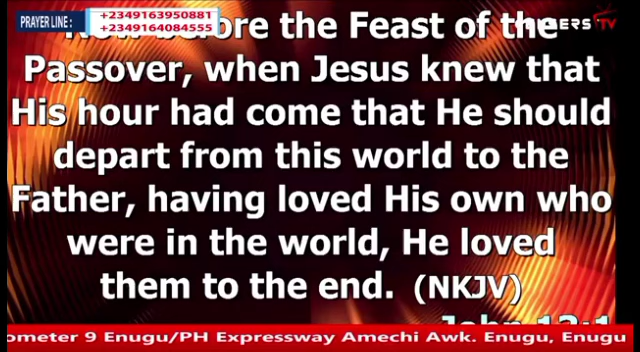 PRAYER LINE :
+2349163950881
+2349164084555
Now before the Feast of the
Passover, when Jesus knew that
His hour had come that He should
depart from this world to the
Father, having loved His own who
were in the world, He loved
them to the end. (NKJV)
John 13:1
ometer 9 Enugu/PH Expressway Amechi Awk. Enugu, Enugu